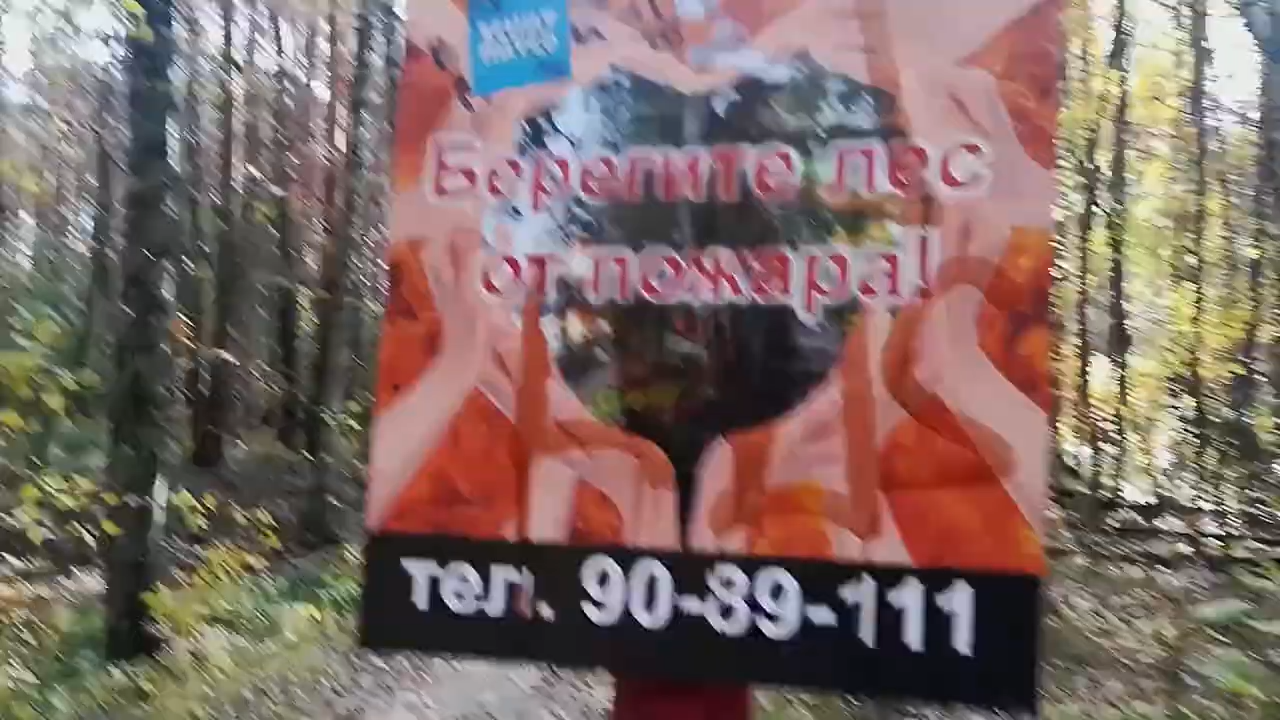 Берегите лес
от пожара!
тел. 90-89-111